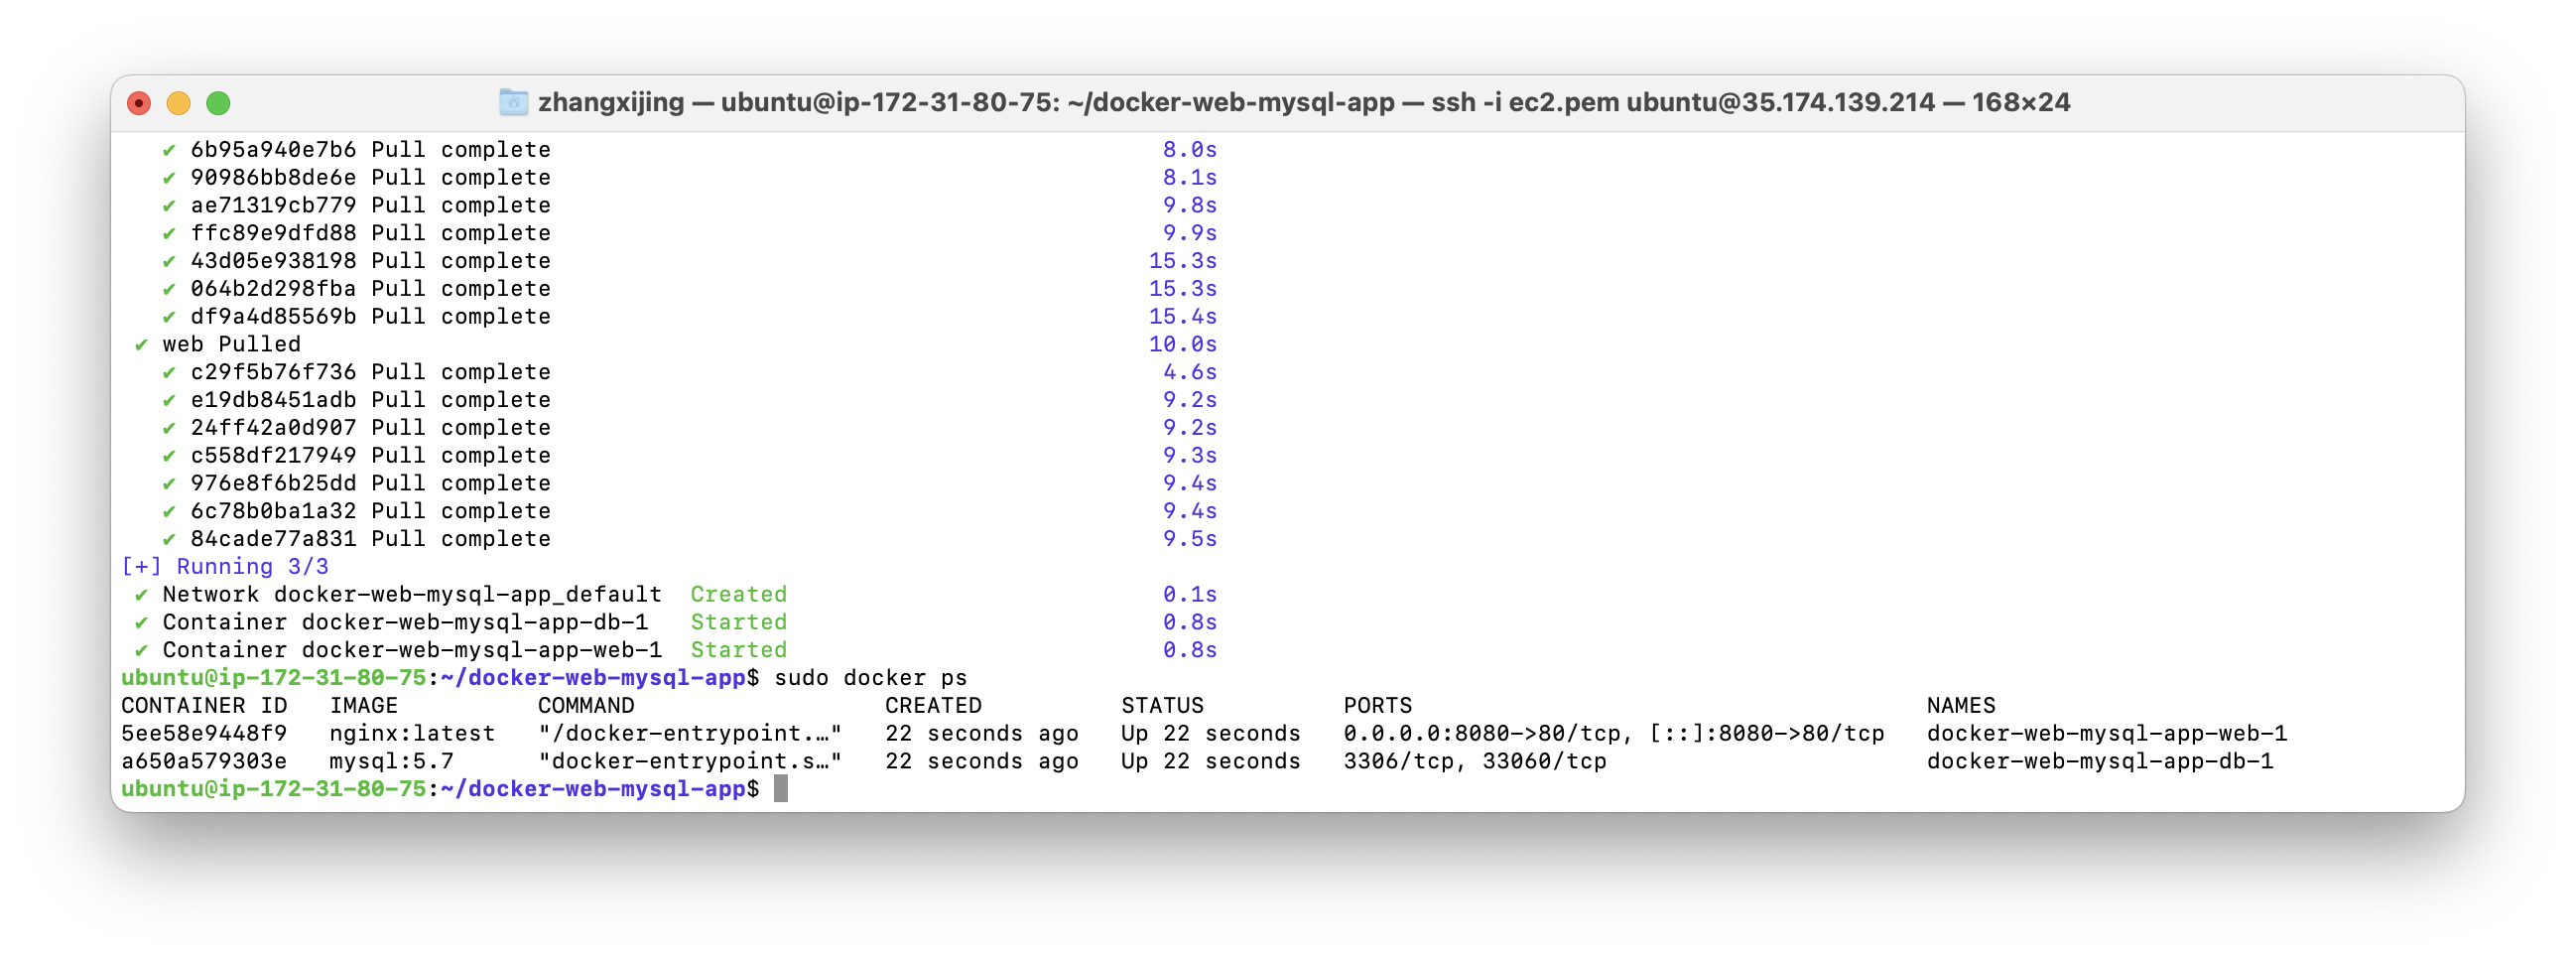 zhangxijing — ubuntu@ip-172-31-80-75: ~/docker-web-mysql-app — ssh -i ec2.pem ubuntu@35.174.139.214 — 168×24
✔ 6b95a940e7b6 Pull complete 8.0s
✔ 90986bb8de6e Pull complete 8.1s
✔ ae71319cb779 Pull complete 9.8s
✔ ffc89e9dfd88 Pull complete 9.9s
✔ 43d05e938198 Pull complete 15.3s
✔ 064b2d298fba Pull complete 15.3s
✔ df9a4d85569b Pull complete 15.4s
✔ web Pulled 10.0s
✔ c29f5b76f736 Pull complete 4.6s
✔ e19db8451adb Pull complete 9.2s
✔ 24ff42a0d907 Pull complete 9.2s
✔ c558df217949 Pull complete 9.3s
✔ 976e8f6b25dd Pull complete 9.4s
✔ 6c78b0ba1a32 Pull complete 9.4s
✔ 84cade77a831 Pull complete 9.5s
[+] Running 3/3
✔ Network docker-web-mysql-app_default Created 0.1s
✔ Container docker-web-mysql-app-db-1 Started 0.8s
✔ Container docker-web-mysql-app-web-1 Started 0.8s
ubuntu@ip-172-31-80-75:~/docker-web-mysql-app$ sudo docker ps
CONTAINER ID IMAGE COMMAND CREATED STATUS PORTS NAMES
5ee58e9448f9 nginx:latest "/docker-entrypoint.…" 22 seconds ago Up 22 seconds 0.0.0.0:8080->80/tcp, [::]:8080->80/tcp docker-web-mysql-app-web-1
a650a579303e mysql:5.7 "docker-entrypoint.s…" 22 seconds ago Up 22 seconds 3306/tcp, 33060/tcp docker-web-mysql-app-db-1
ubuntu@ip-172-31-80-75:~/docker-web-mysql-app$